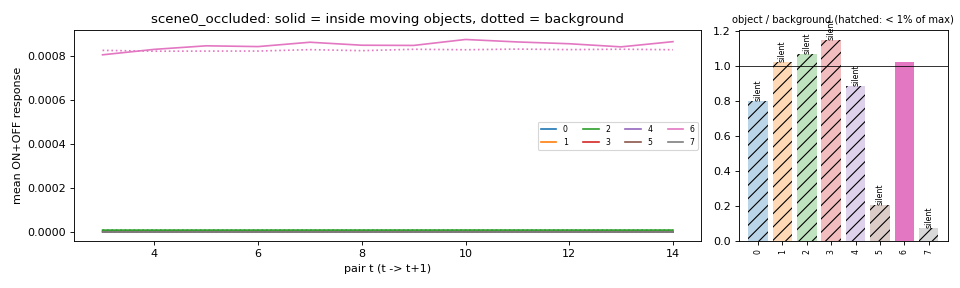 scene0_occluded: solid = inside moving objects, dotted = background
mean ON+OFF response
0.0008
0.0006
0.0004
0.0002
0.0000
4 6 8 10 12 14
pair t (t -> t+1)
0 2 4 6
1 3 5 7
object / background (hatched: < 1% of max)
1.2
1.0
0.8
0.6
0.4
0.2
0.0
silent silent silent silent silent silent silent
0 1 2 3 4 5 6 7